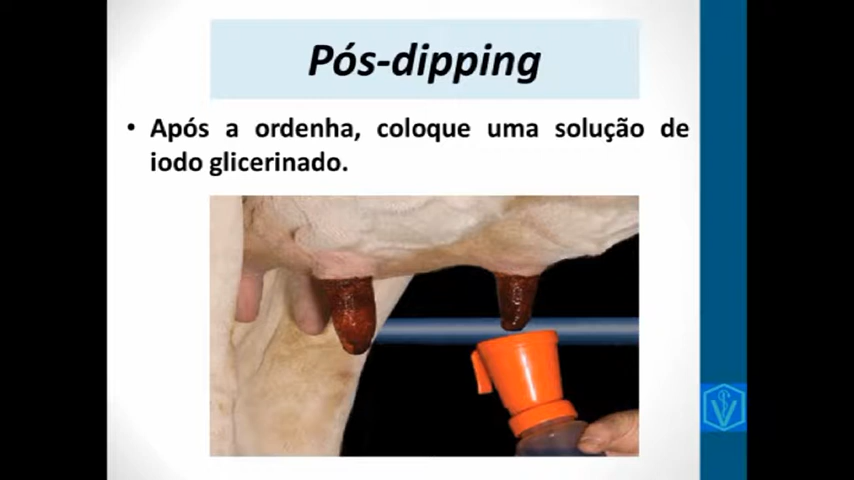 Pós-dipping
• Após a ordenha, coloque uma solução de
iodo glicerinado.